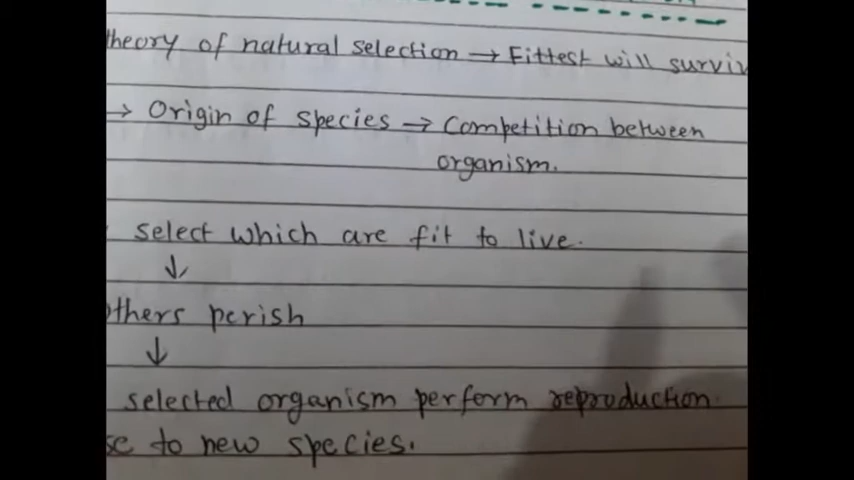 theory of natural selection → Fittest will surviv
→ Origin of species → Competition between
organism.
select which are fit to live.
↓
others perish
↓
selected organism perform reproduction.
se to new species.